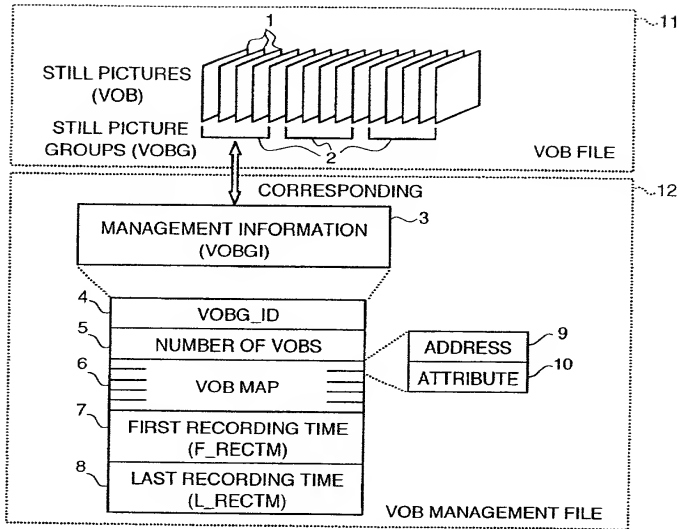 1
11
STILL PICTURES
(VOB)
STILL PICTURE
GROUPS (VOBG)
2
VOB FILE
CORRESPONDING
12
MANAGEMENT INFORMATION
(VOBGI)
3
4
VOBG_ID
5
NUMBER OF VOBS
6
VOB MAP
ADDRESS
9
ATTRIBUTE
10
7
FIRST RECORDING TIME
(F_RECTM)
8
LAST RECORDING TIME
(L_RECTM)
VOB MANAGEMENT FILE